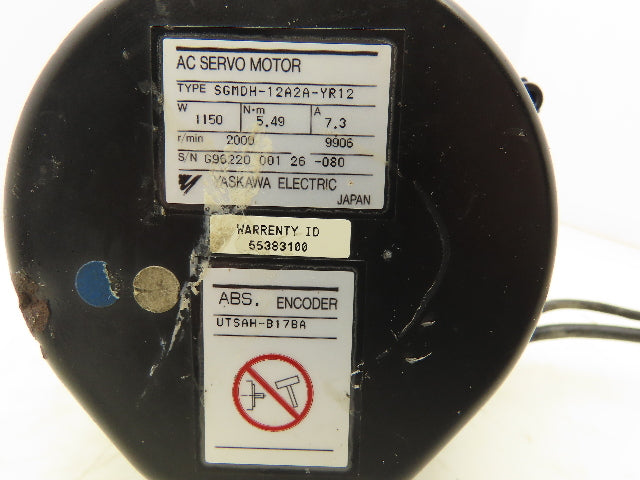 AC SERVO MOTOR
TYPE SGMDH-12A2A-YR12
W N·m A
1150 5.49 7.3
r/min 2000 9906
S/N 001 26 -080
YASKAWA ELECTRIC
JAPAN
WARRENTY ID
55383100
ABS. ENCODER
UTSAH-B17BA